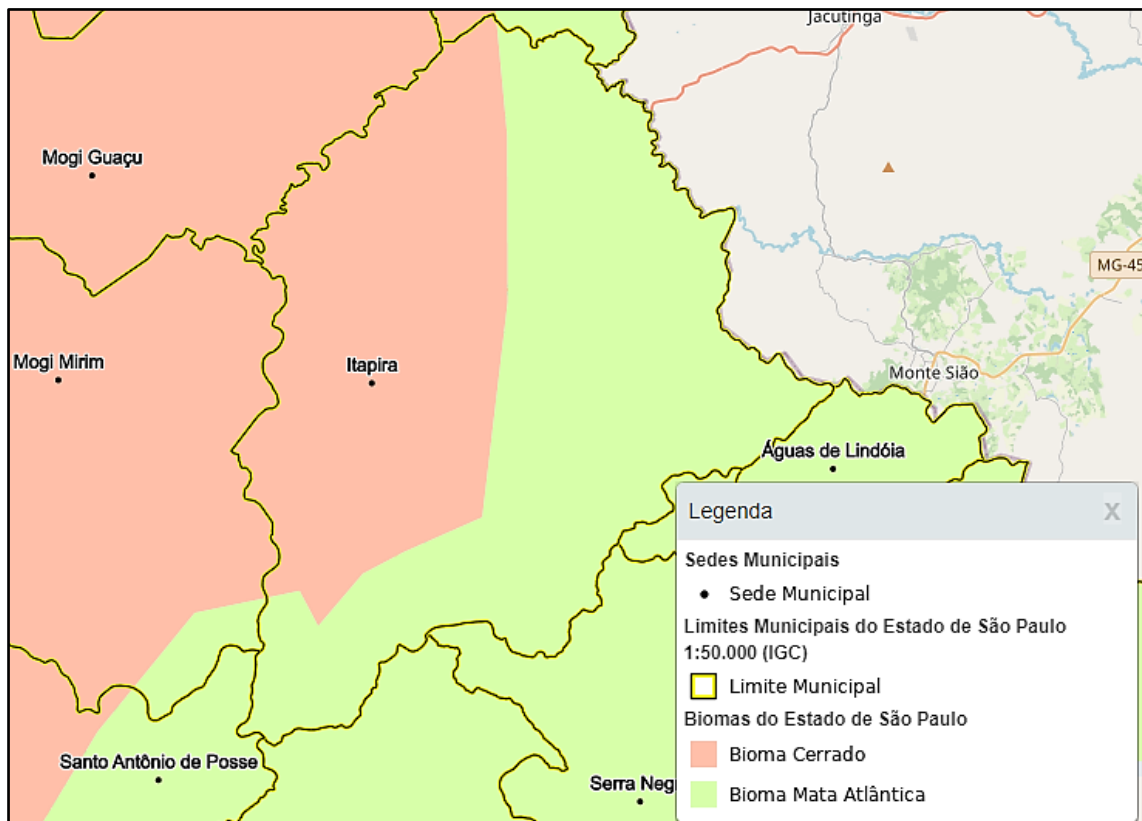 Jacutinga
Mogi Guaçu
MG-45
Mogi Mirim
Itapira
Monte Sião
Águas de Lindóia
Santo Antônio de Posse
Serra Neg
Legenda
X
Sedes Municipais
Sede Municipal
Limites Municipais do Estado de São Paulo
1:50.000 (IGC)
Limite Municipal
Biomas do Estado de São Paulo
Bioma Cerrado
Bioma Mata Atlântica